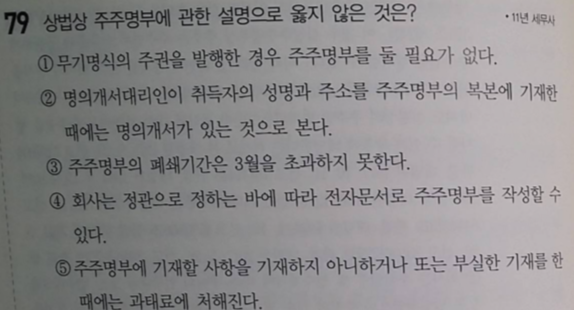 79 상법상 주주명부에 관한 설명으로 옳지 않은 것은? •11년 세무사
① 무기명식의 주권을 발행한 경우 주주명부를 둘 필요가 없다.
② 명의개서대리인이 취득자의 성명과 주소를 주주명부의 복본에 기재한
때에는 명의개서가 있는 것으로 본다.
③ 주주명부의 폐쇄기간은 3월을 초과하지 못한다.
④ 회사는 정관으로 정하는 바에 따라 전자문서로 주주명부를 작성할 수
있다.
⑤ 주주명부에 기재할 사항을 기재하지 아니하거나 또는 부실한 기재를 한
때에는 과태료에 처해진다.